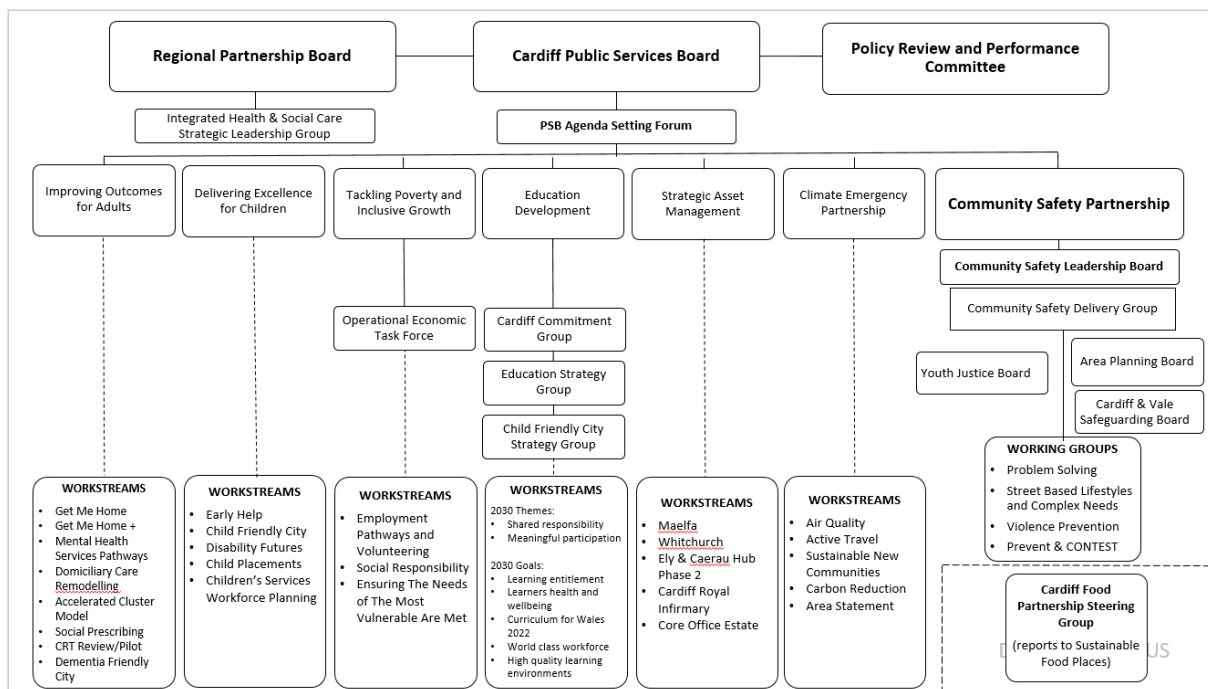 Regional Partnership Board
Cardiff Public Services Board
Policy Review and Performance
Committee
Integrated Health & Social Care
Strategic Leadership Group
PSB Agenda Setting Forum
Improving Outcomes
for Adults
Delivering Excellence
for Children
Tackling Poverty and
Inclusive Growth
Education
Development
Strategic Asset
Management
Climate Emergency
Partnership
Community Safety Partnership
Community Safety Leadership Board
Community Safety Delivery Group
Operational Economic
Task Force
Cardiff Commitment
Group
Education Strategy
Group
Child Friendly City
Strategy Group
Youth Justice Board
Area Planning Board
Cardiff & Vale
Safeguarding Board
WORKSTREAMS
• Get Me Home
• Get Me Home +
• Mental Health
Services Pathways
• Domiciliary Care
Remodelling
• Accelerated Cluster
Model
• Social Prescribing
• CRT Review/Pilot
• Dementia Friendly
City
WORKSTREAMS
• Early Help
• Child Friendly City
• Disability Futures
• Child Placements
• Children's Services
Workforce Planning
WORKSTREAMS
• Employment
Pathways and
Volunteering
• Social Responsibility
• Ensuring The Needs
of The Most
Vulnerable Are Met
WORKSTREAMS
2030 Themes:
• Shared responsibility
• Meaningful participation
2030 Goals:
• Learning entitlement
• Learners health and
wellbeing
• Curriculum for Wales
2022
• World class workforce
• High quality learning
environments
WORKSTREAMS
• Maelfa
• Whitchurch
• Ely & Caerau Hub
Phase 2
• Cardiff Royal
Infirmary
• Core Office Estate
WORKSTREAMS
• Air Quality
• Active Travel
• Sustainable New
Communities
• Carbon Reduction
• Area Statement
WORKING GROUPS
• Problem Solving
• Street Based Lifestyles
and Complex Needs
• Violence Prevention
• Prevent & CONTEST
Cardiff Food
Partnership Steering
Group
(reports to Sustainable
Food Places)